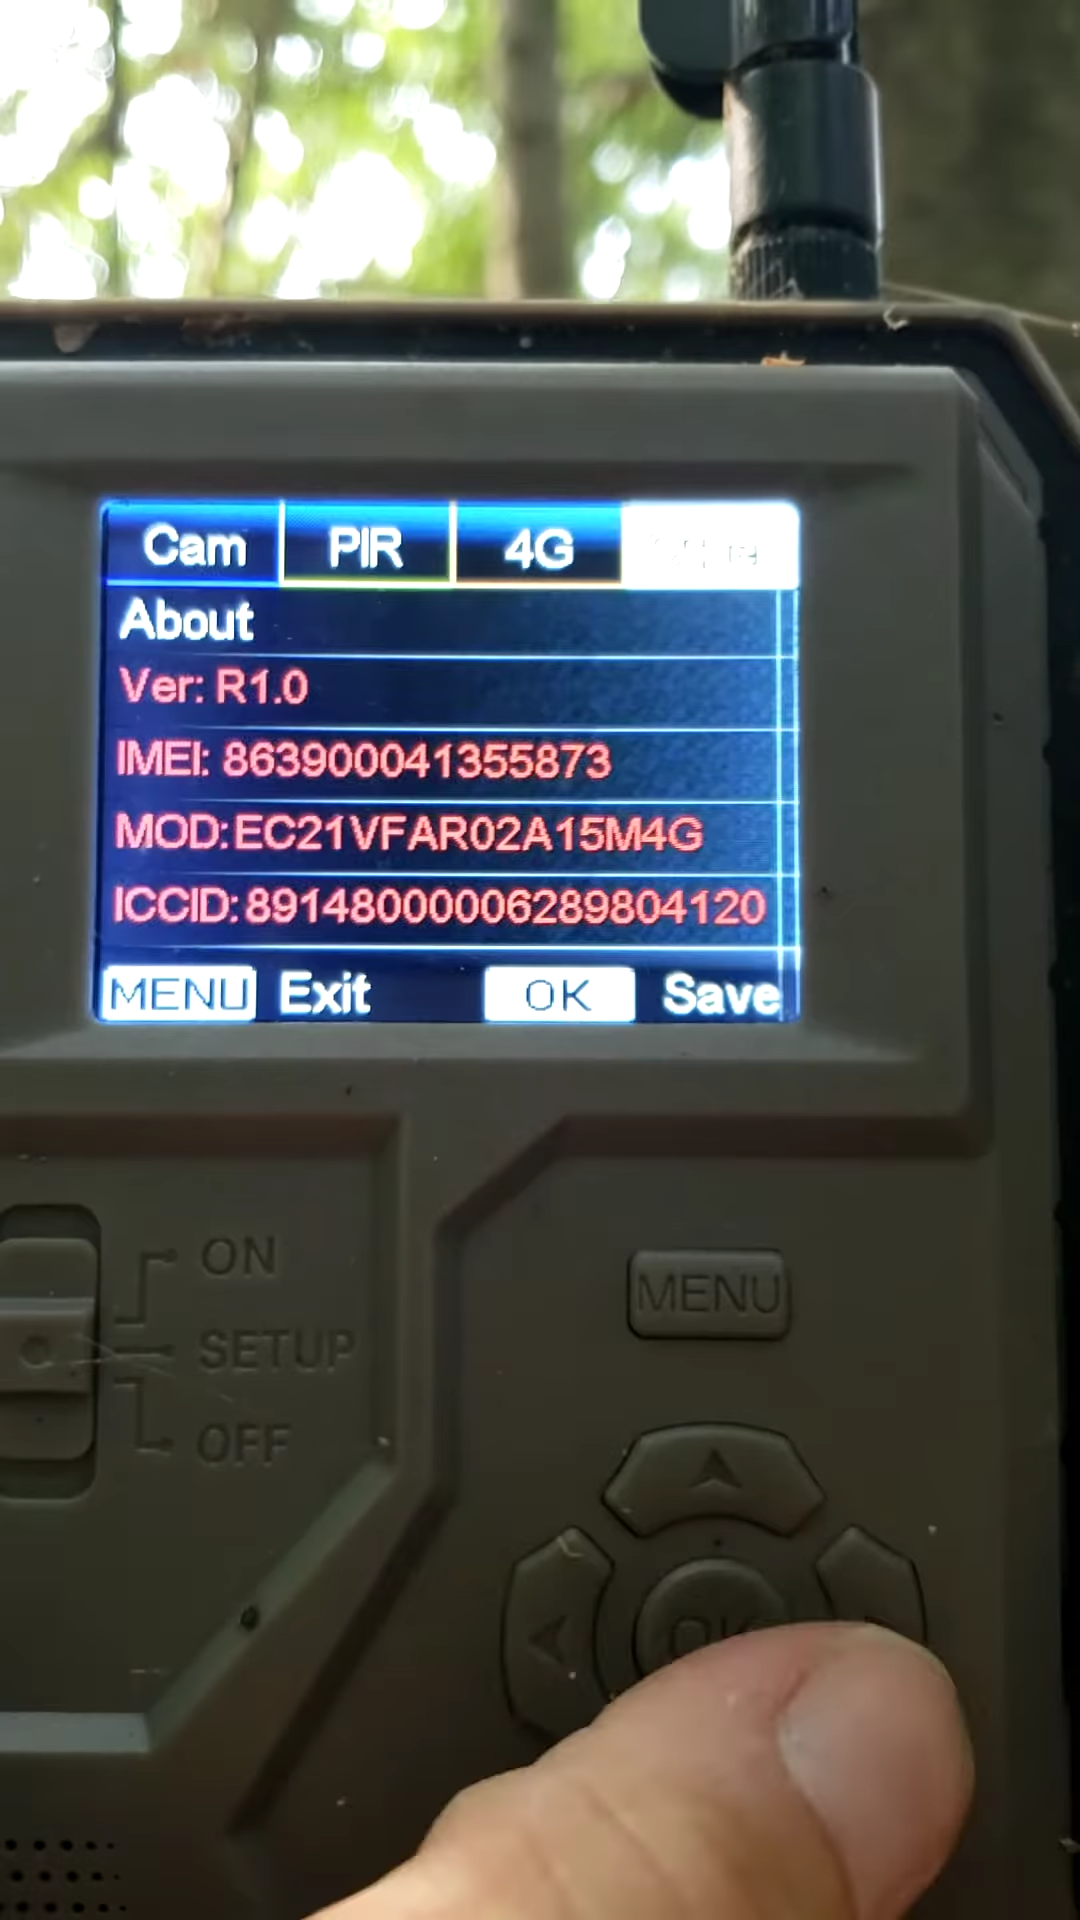 Cam PIR 4G
About
Ver: R1.0
IMEI: 863900041355873
MOD:EC21VFAR02A15M4G
ICCID:89148000006289804120
MENU Exit OK Save
ON
SETUP
OFF
MENU
OK